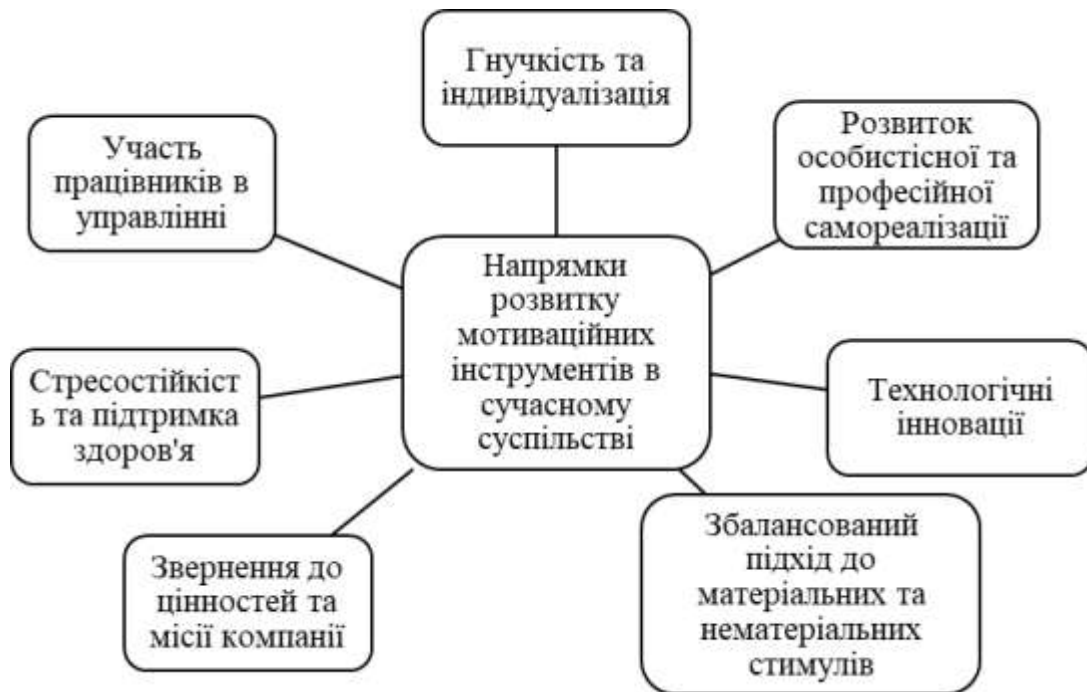 Гнучкість та
індивідуалізація
Участь
працівників в
управлінні
Розвиток
особистісної та
професійної
самореалізації
Напрямки
розвитку
мотиваційних
інструментів в
сучасному
суспільстві
Стресостійкіст
ь та підтримка
здоров'я
Технологічні
інновації
Звернення до
цінностей та
місії компанії
Збалансований
підхід до
матеріальних та
нематеріальних
стимулів